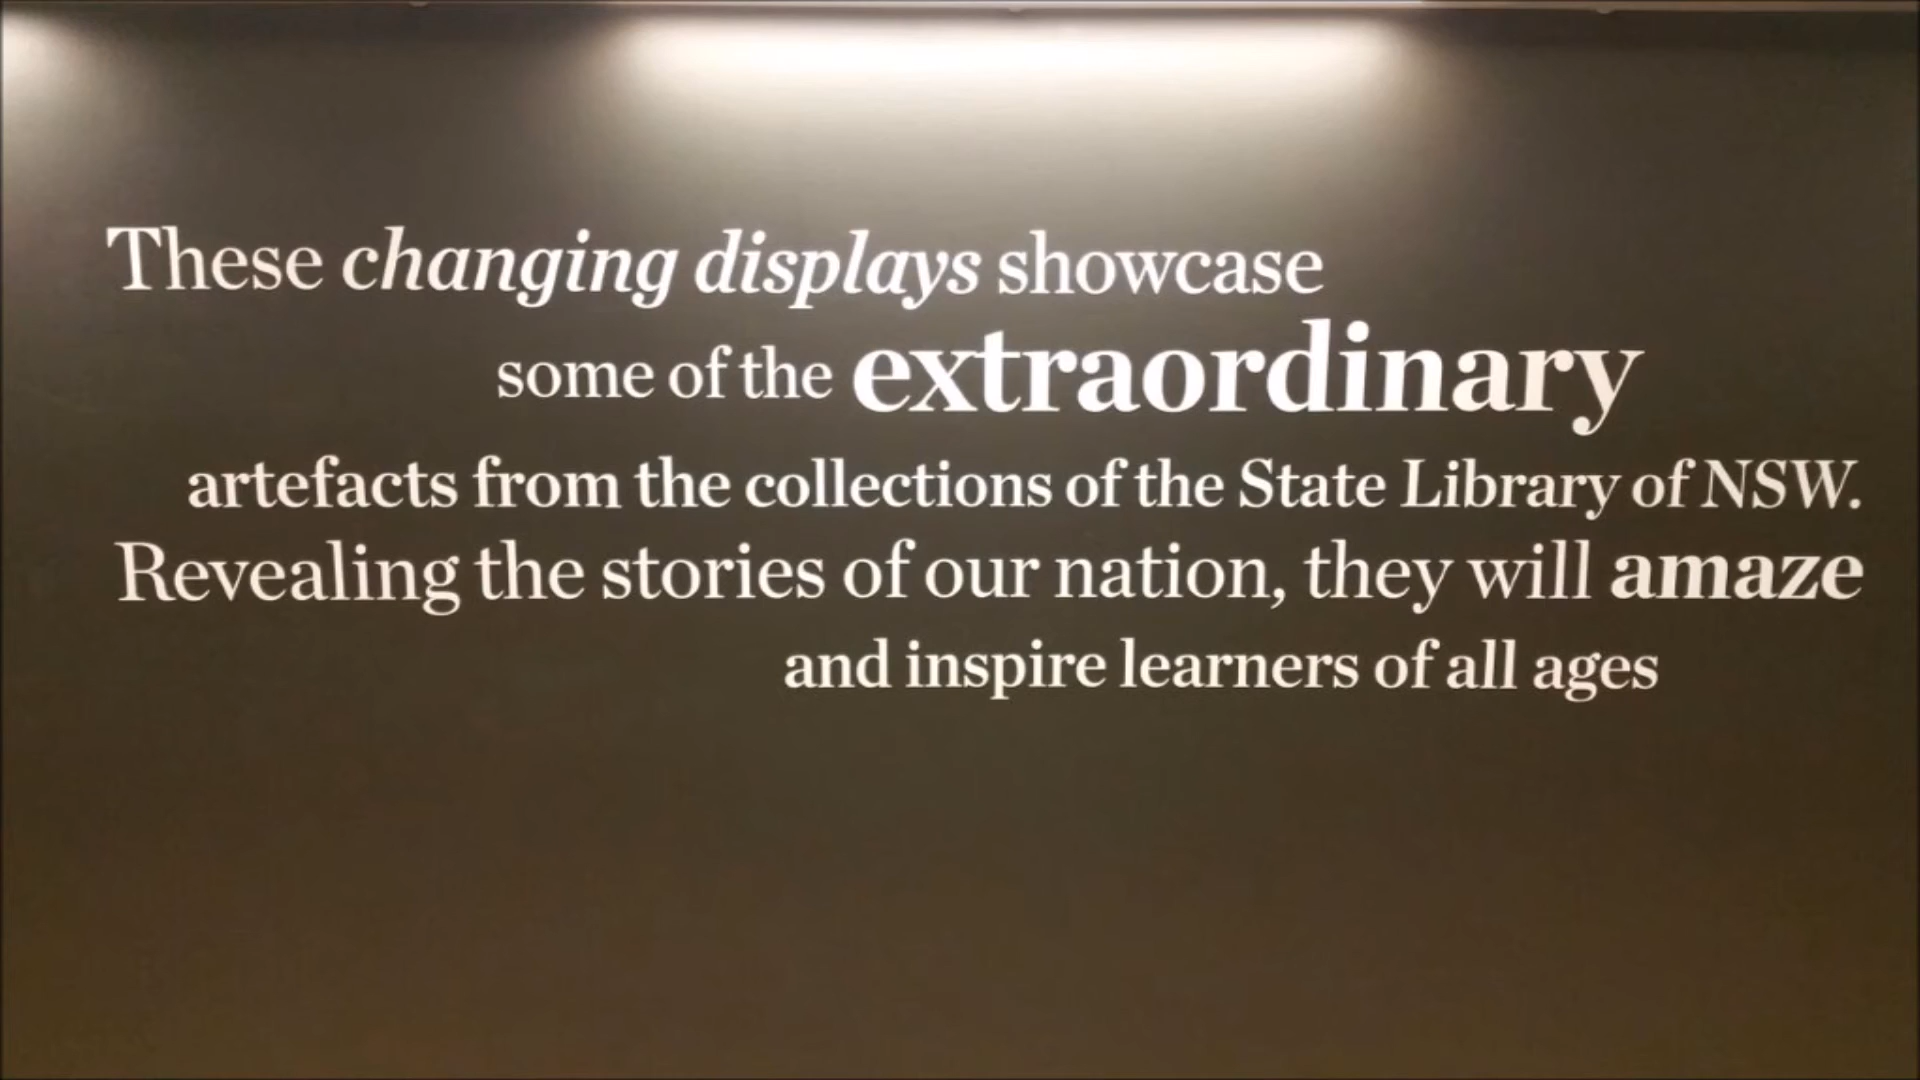 These changing displays showcase
some of the extraordinary
artefacts from the collections of the State Library of NSW.
Revealing the stories of our nation, they will amaze
and inspire learners of all ages